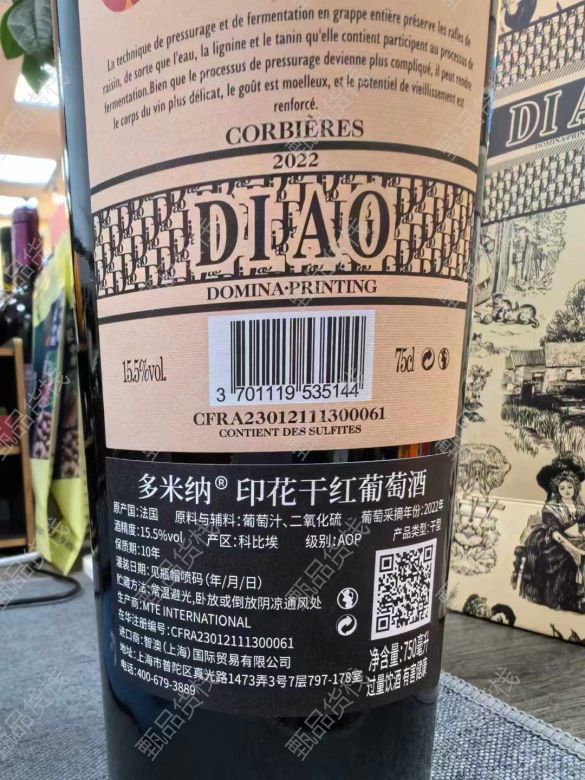 La technique de pressurage et de fermentation en grappe entière préserve les ralles de
raisin, de sorte que l'eau, la lignine et le tanin qu'elle contient participent au processus de
fermentation.Bien que le processus de pressurage devienne plus compliqué, il peut rendre
le corps du vin plus délicat, le goût est moelleux, et le potentiel de vieillissement est
renforcé.
CORBIÈRES
2022
DIAO
DOMINA·PRINTING
15.5%vol.
75cl
3 701119 535144
CFRA23012111300061
CONTIENT DES SULFITES
多米纳® 印花干红葡萄酒
原产国:法国 原料与辅料:葡萄汁、二氧化硫 葡萄采摘年份:2022年
酒精度:15.5%vol 产区:科比埃 级别:AOP 产品类型:干型
保质期:10年
灌装日期:见瓶帽喷码(年/月/日)
贮藏方法:常温避光,卧放或倒放阴凉通风处
生产商:MTE INTERNATIONAL
在华注册编号:CFRA23012111300061
进口商:智澳(上海)国际贸易有限公司
地址:上海市普陀区真光路1473弄3号7层797-178室
电话:400-679-3889
净含量:750毫升
过量饮酒 有害健康
DIAO
DOMINA·PRINTING
甄品货栈